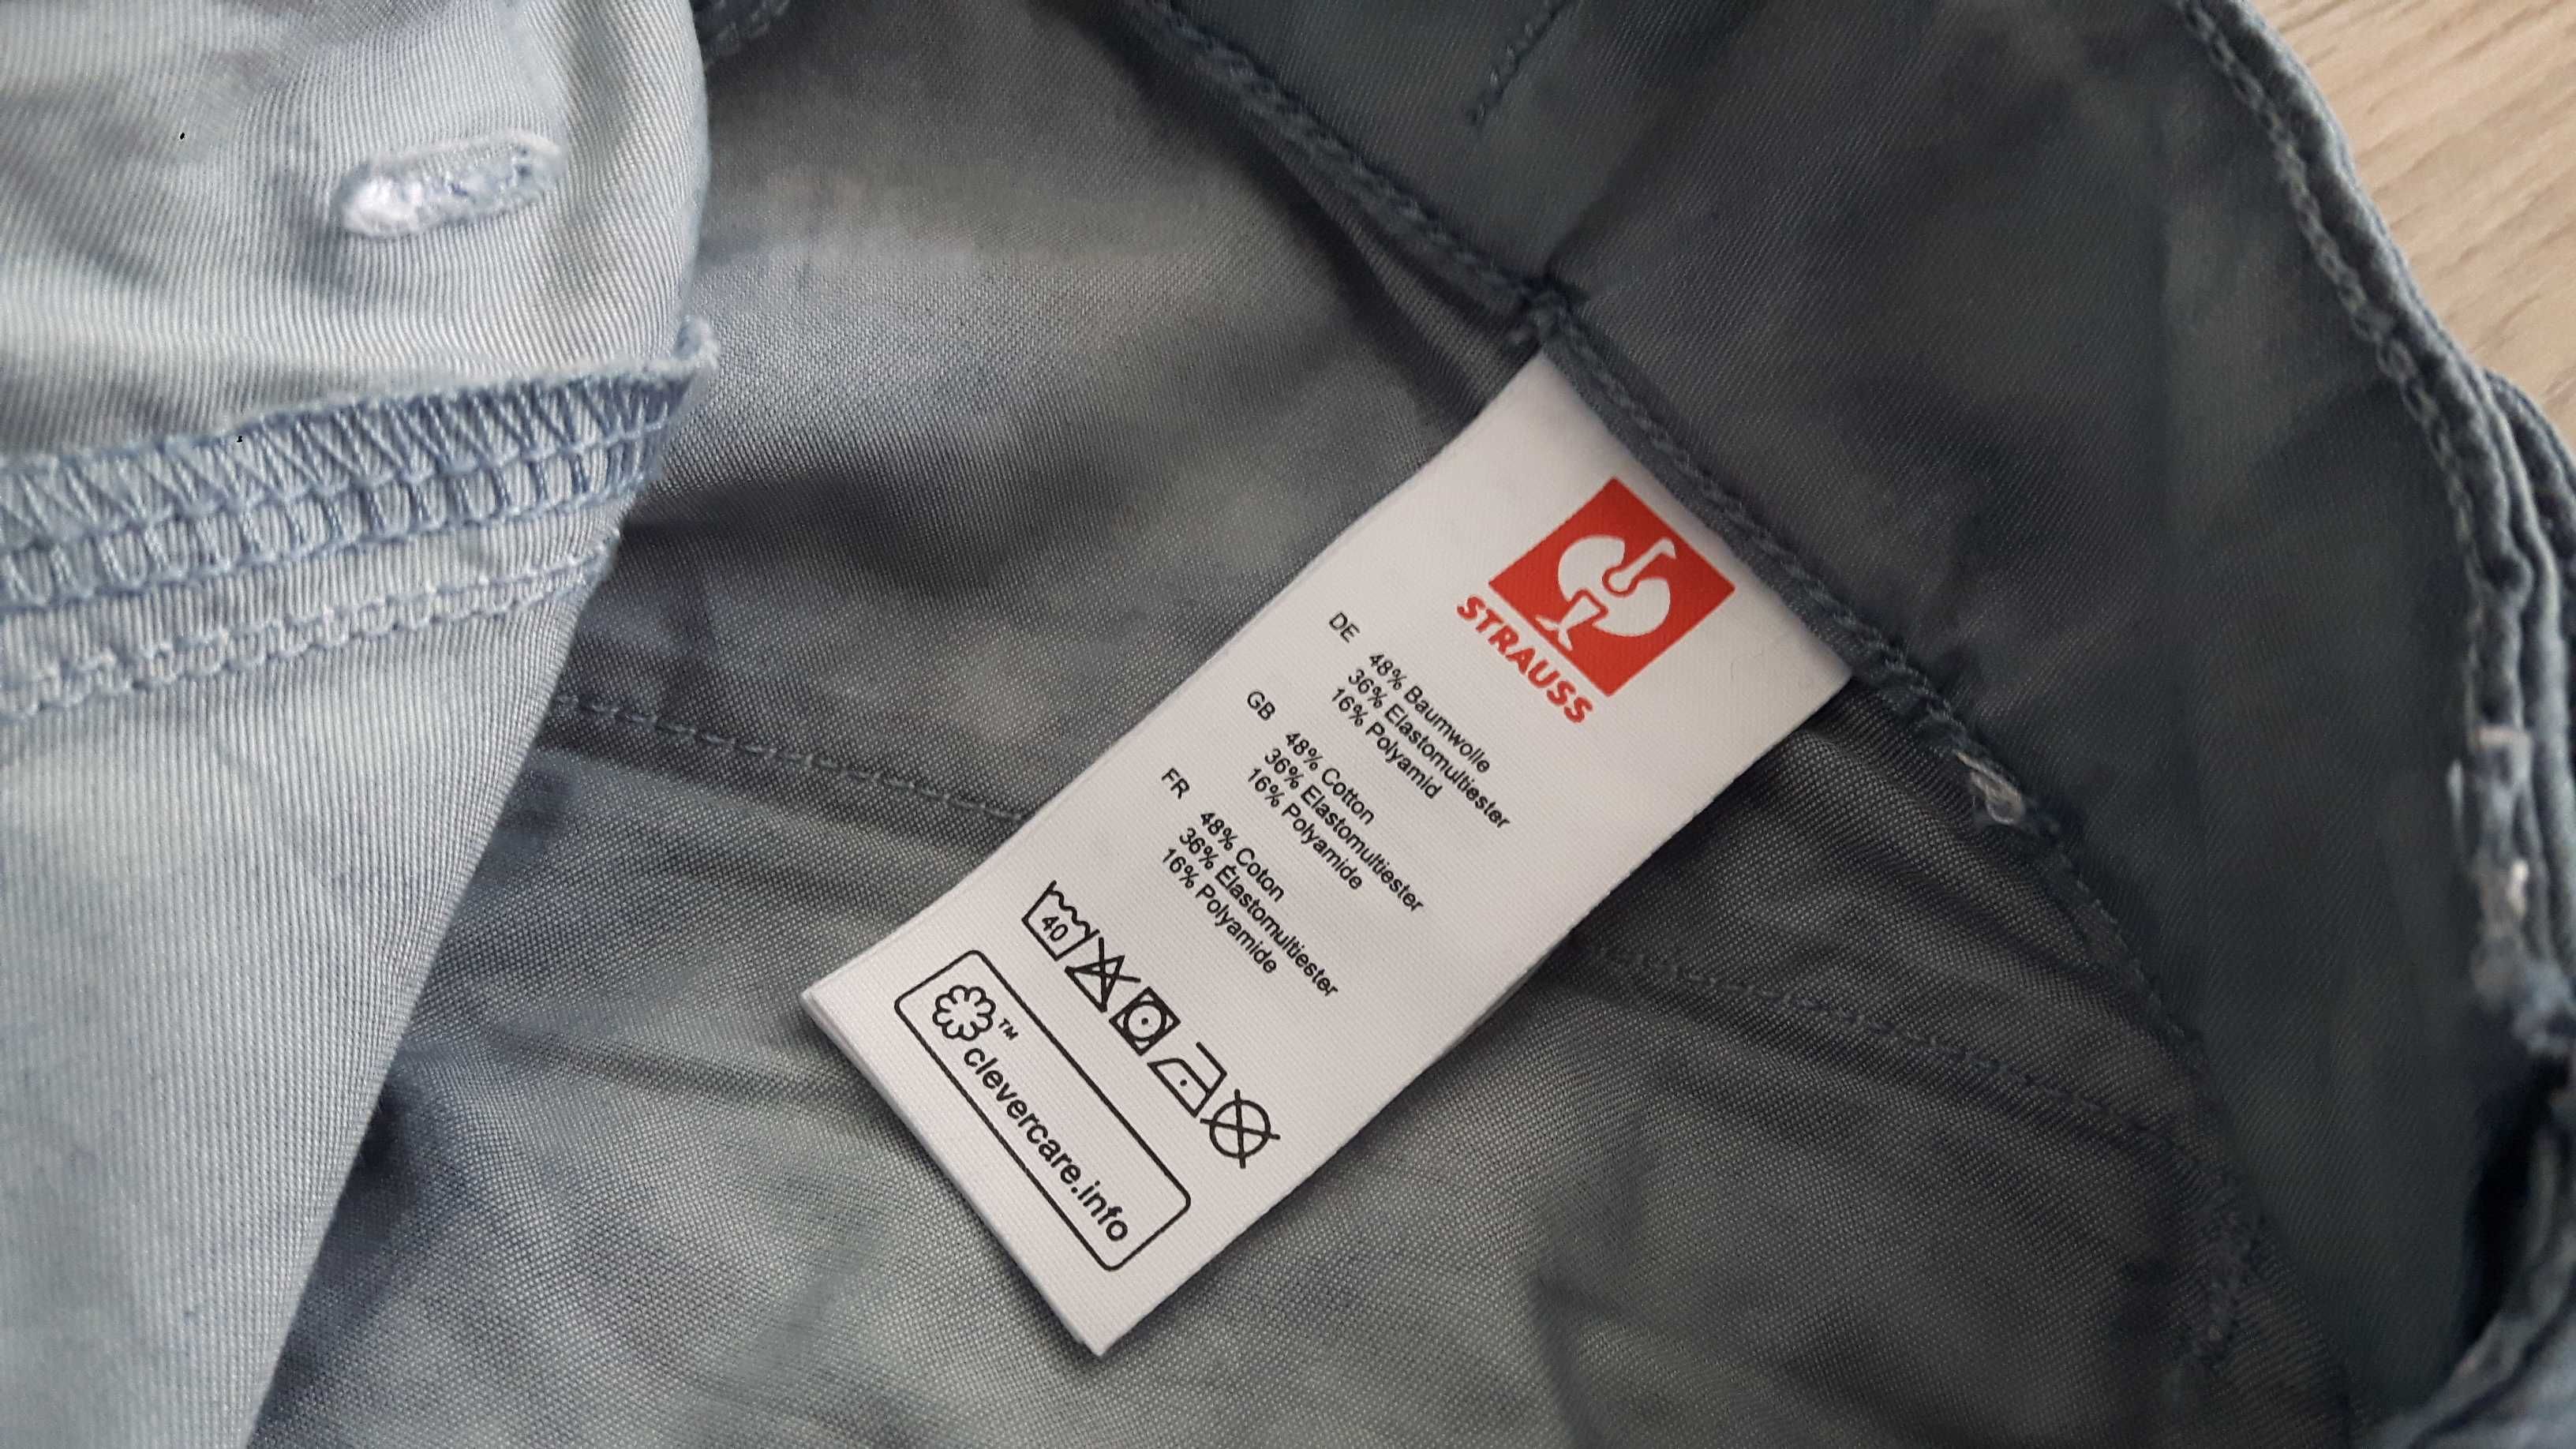 STRAUSS
DE 48% Baumwolle
36% Elastomultiester
16% Polyamid
GB 48% Cotton
36% Elastomultiester
16% Polyamide
FR 48% Coton
36% Élastomultiester
16% Polyamide
40
™
clevercare.info